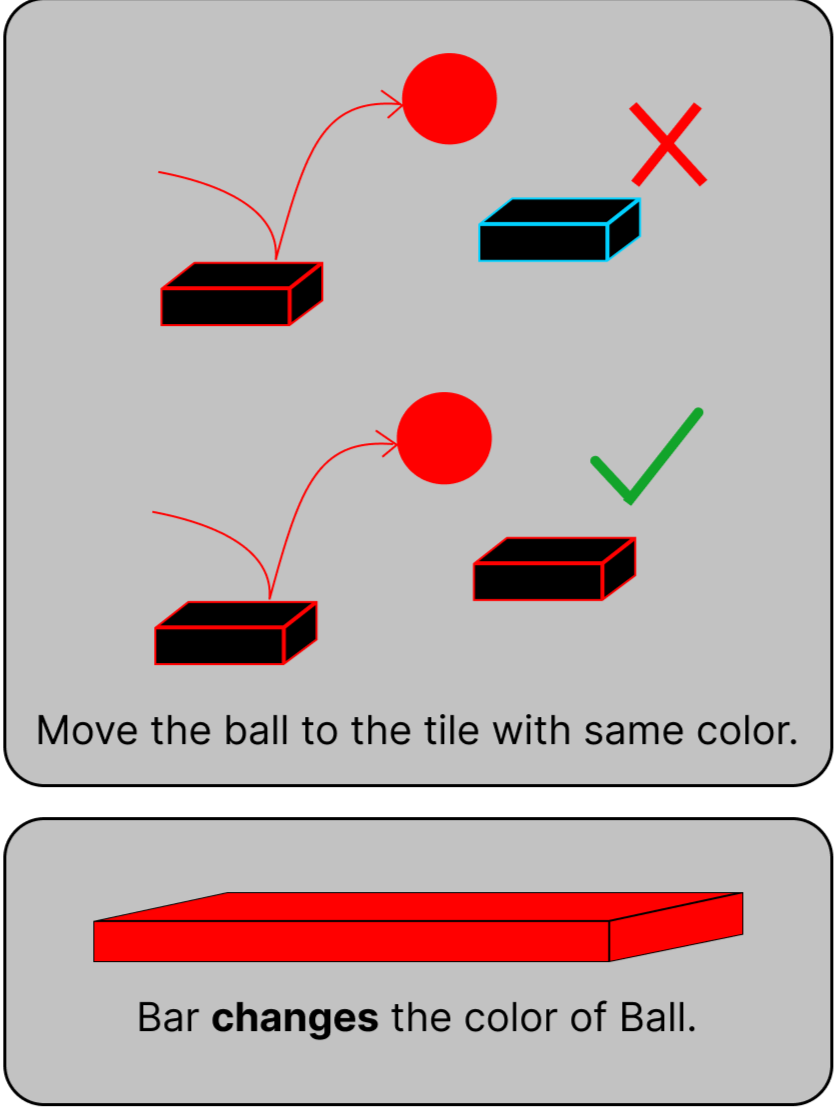 Move the ball to the tile with same color.
Bar changes the color of Ball.